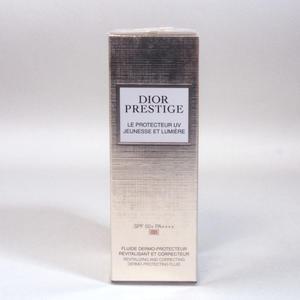 DIOR
PRESTIGE
LE PROTECTEUR UV
JEUNESSE ET LUMIÈRE
SPF 50+ PA++++
FLUIDE DERMO-PROTECTEUR
REVITALISANT ET CORRECTEUR
REVITALIZING AND CORRECTING
DERMO-PROTECTING FLUID